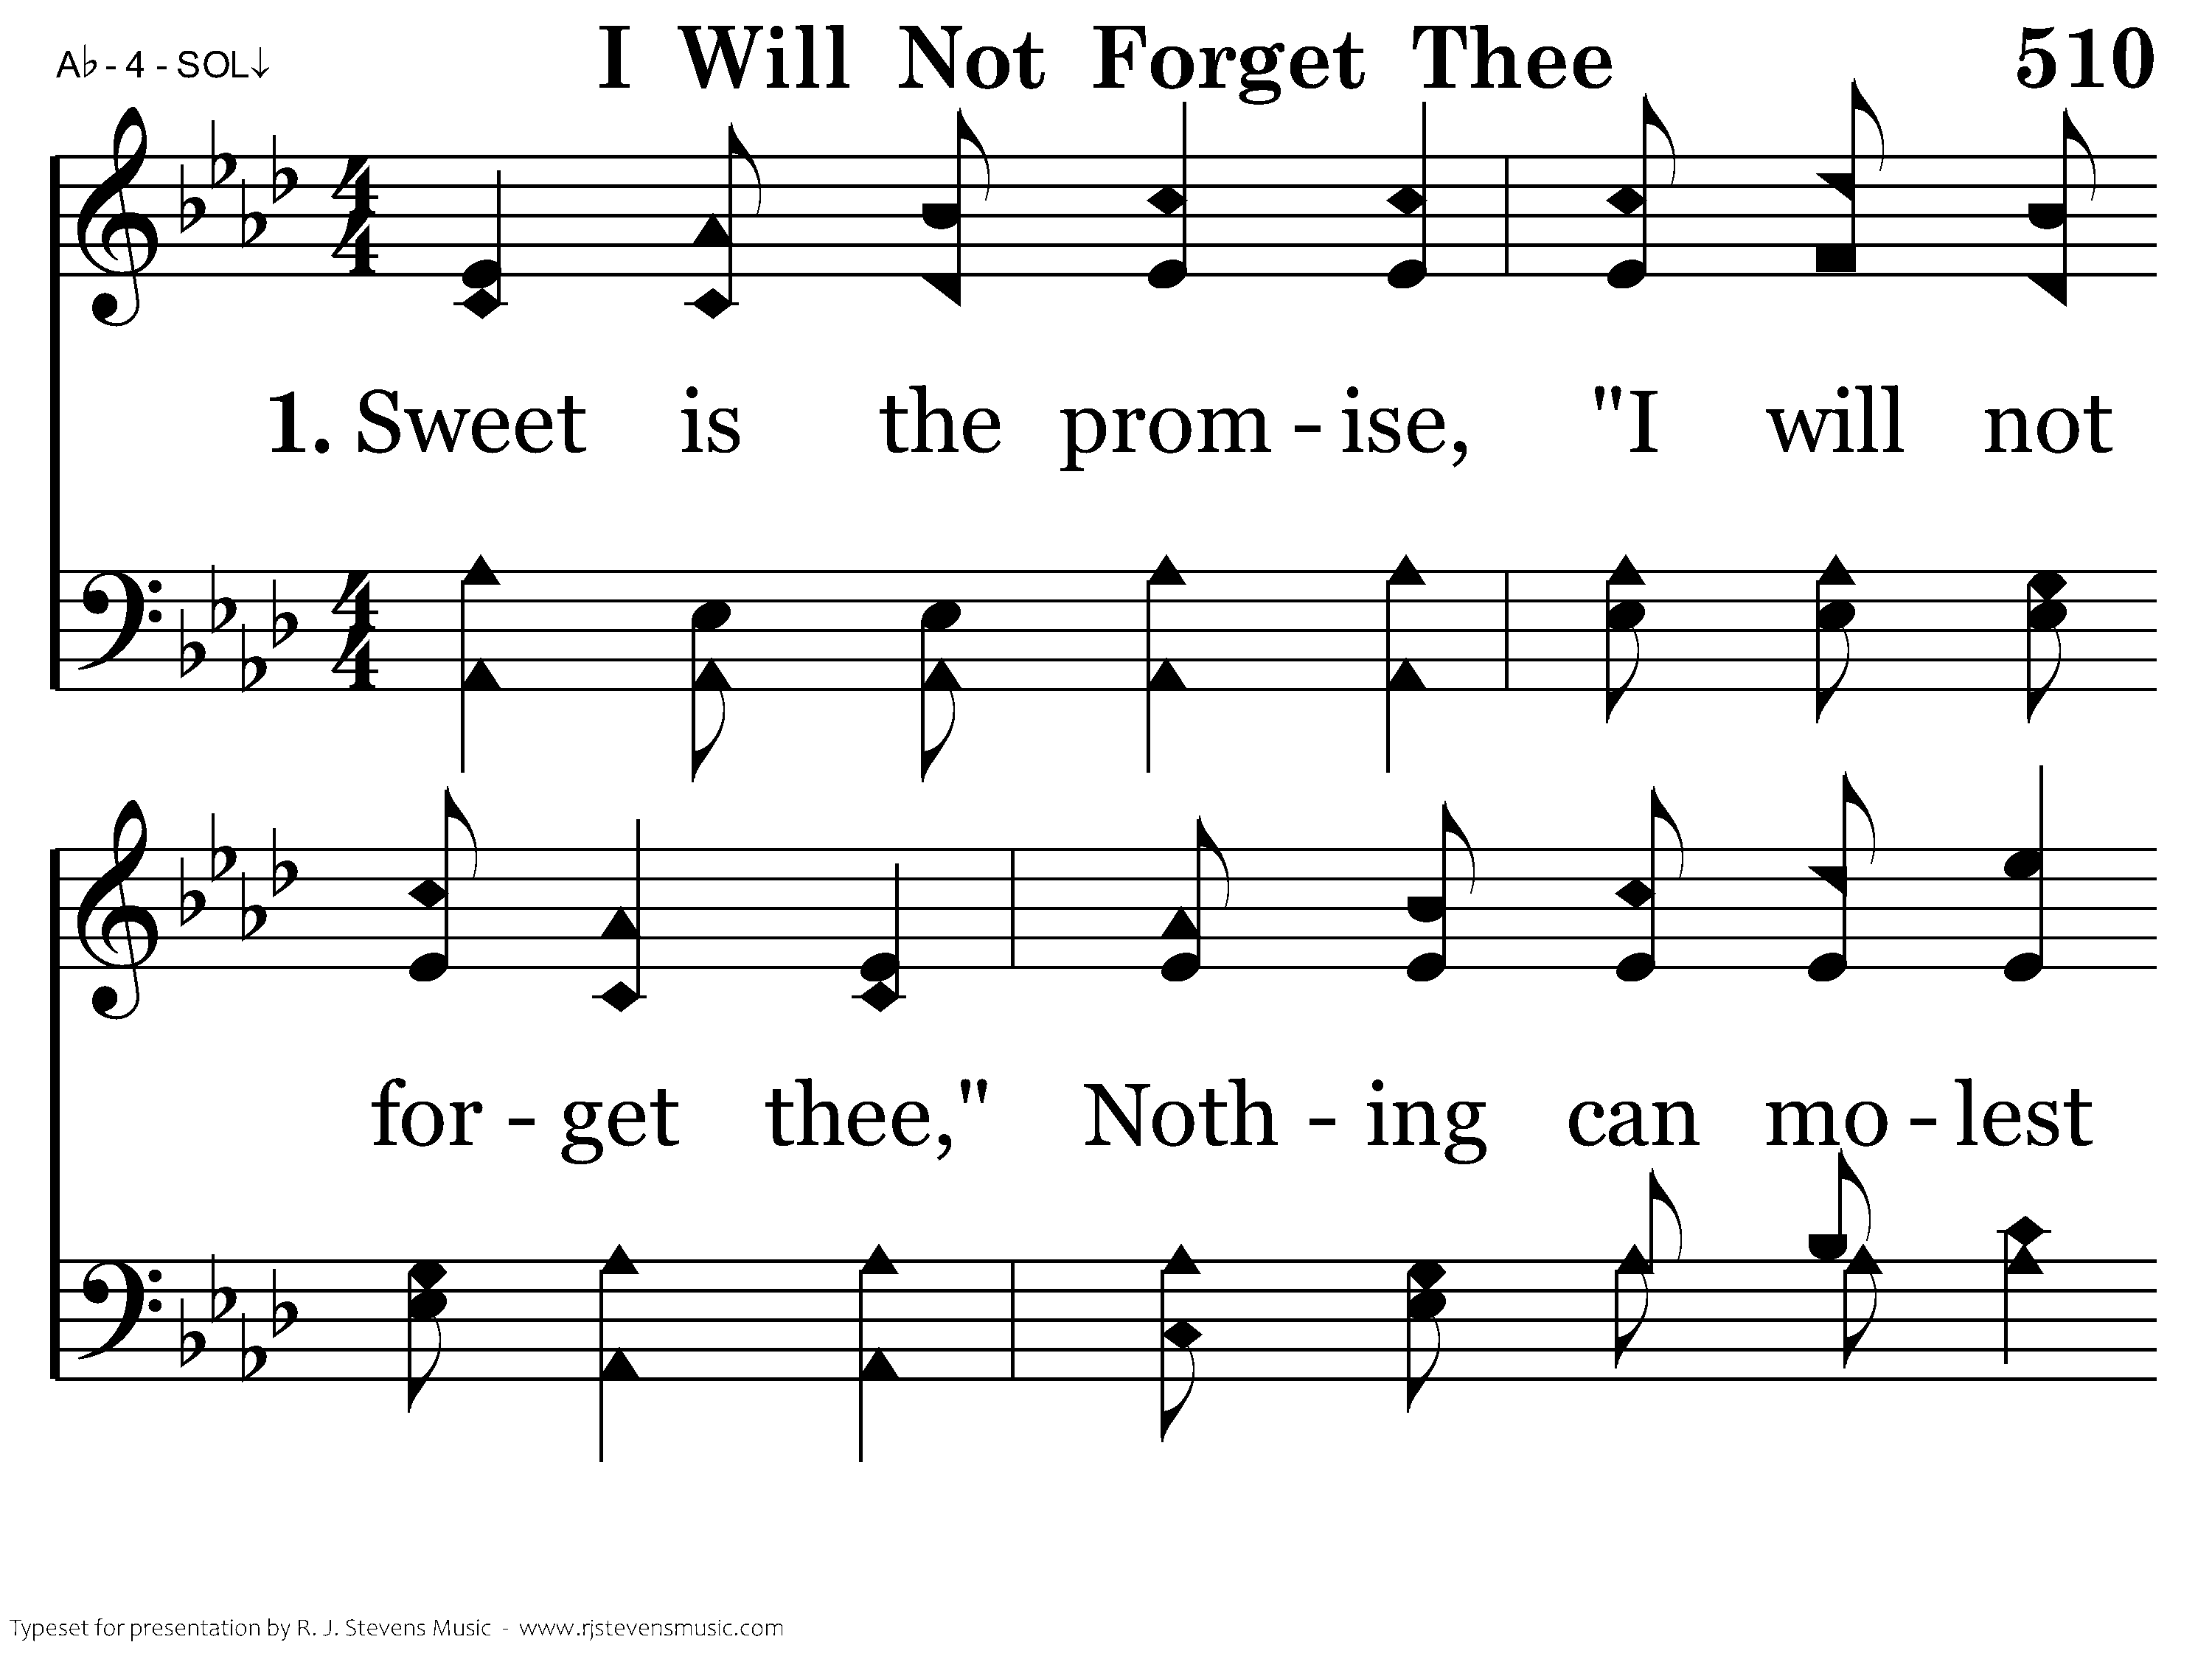 A♭ - 4 - SOL↓ I Will Not Forget Thee 510
1. Sweet is the prom - ise, "I will not
for - get thee," Noth - ing can mo - lest
Typeset for presentation by R. J. Stevens Music - www.rjstevensmusic.com